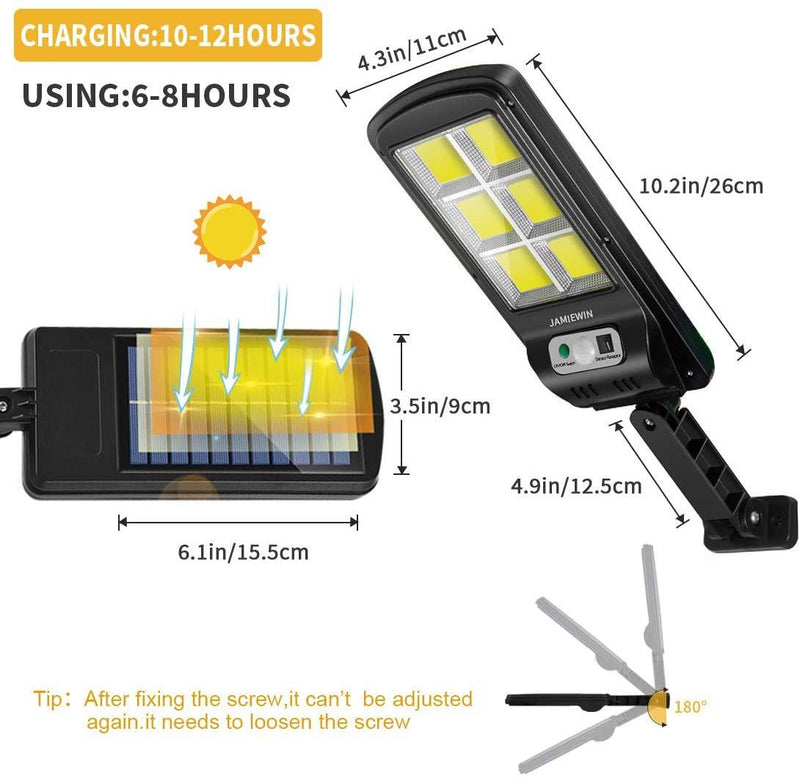 CHARGING:10-12HOURS
USING:6-8HOURS
4.3in/11cm
10.2in/26cm
JAMIEWIN
3.5in/9cm
4.9in/12.5cm
6.1in/15.5cm
Tip: After fixing the screw,it can't be adjusted
again.it needs to loosen the screw
180°